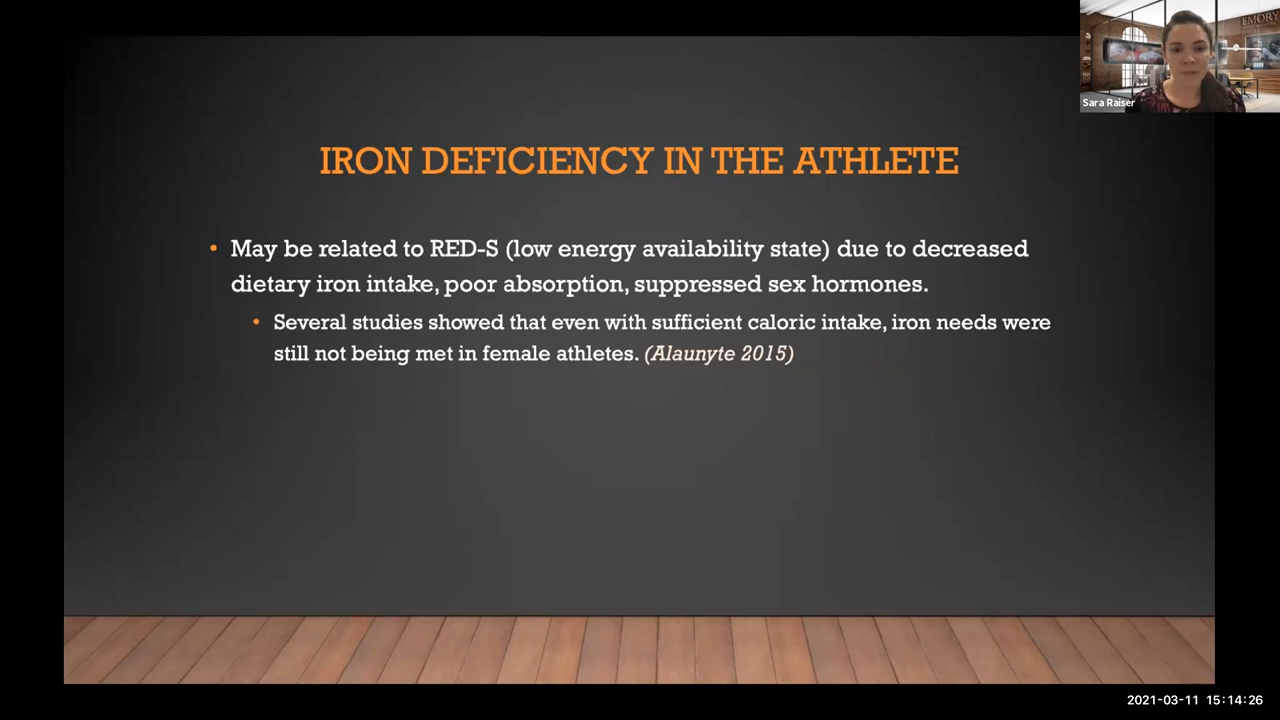 EMORY
Sara Raiser
IRON DEFICIENCY IN THE ATHLETE
• May be related to RED-S (low energy availability state) due to decreased
dietary iron intake, poor absorption, suppressed sex hormones.
• Several studies showed that even with sufficient caloric intake, iron needs were
still not being met in female athletes. (Alaunyte 2015)
2021-03-11 15:14:26